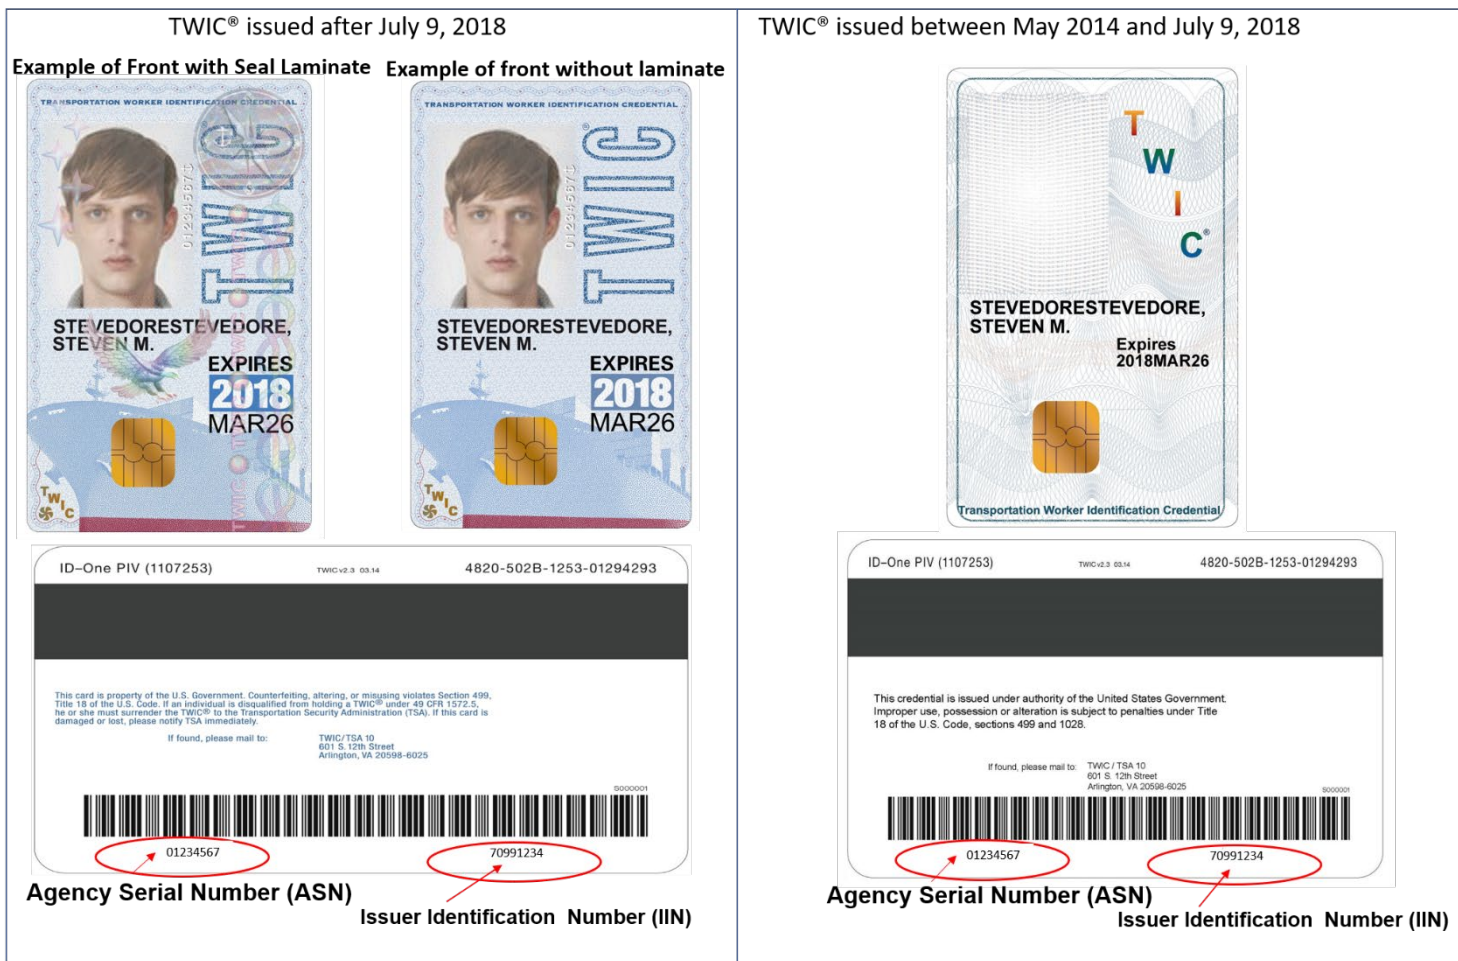 TWIC® issued after July 9, 2018
Example of Front with Seal Laminate
Example of front without laminate
TRANSPORTATION WORKER IDENTIFICATION CREDENTIAL
TWIC
01234567
STEVEDORESTEVEDORE,
STEVEN M.
EXPIRES
2018
MAR26
TWIC
TWIC TWIC TWIC TWIC
TRANSPORTATION WORKER IDENTIFICATION CREDENTIAL
TWIC®
01234567
STEVEDORESTEVEDORE,
STEVEN M.
EXPIRES
2018
MAR26
TWIC
ID-One PIV (1107253) TWIC v2.3 03.14 4820-502B-1253-01294293
This card is property of the U.S. Government. Counterfeiting, altering, or misusing violates Section 499,
Title 18 of the U.S. Code. If an individual is disqualified from holding a TWIC® under 49 CFR 1572.5,
he or she must surrender the TWIC® to the Transportation Security Administration (TSA). If this card is
damaged or lost, please notify TSA immediately.
If found, please mail to: TWIC/TSA 10
601 S. 12th Street
Arlington, VA 20598-6025
S000001
01234567 70991234
Agency Serial Number (ASN)
Issuer Identification Number (IIN)
TWIC® issued between May 2014 and July 9, 2018
TWIC®
STEVEDORESTEVEDORE,
STEVEN M.
Expires
2018MAR26
Transportation Worker Identification Credential
ID-One PIV (1107253) TWIC v2.3 03.14 4820-502B-1253-01294293
This credential is issued under authority of the United States Government.
Improper use, possession or alteration is subject to penalties under Title
18 of the U.S. Code, sections 499 and 1028.
If found, please mail to: TWIC / TSA 10
601 S. 12th Street
Arlington, VA 20598-6025
S000001
01234567 70991234
Agency Serial Number (ASN)
Issuer Identification Number (IIN)